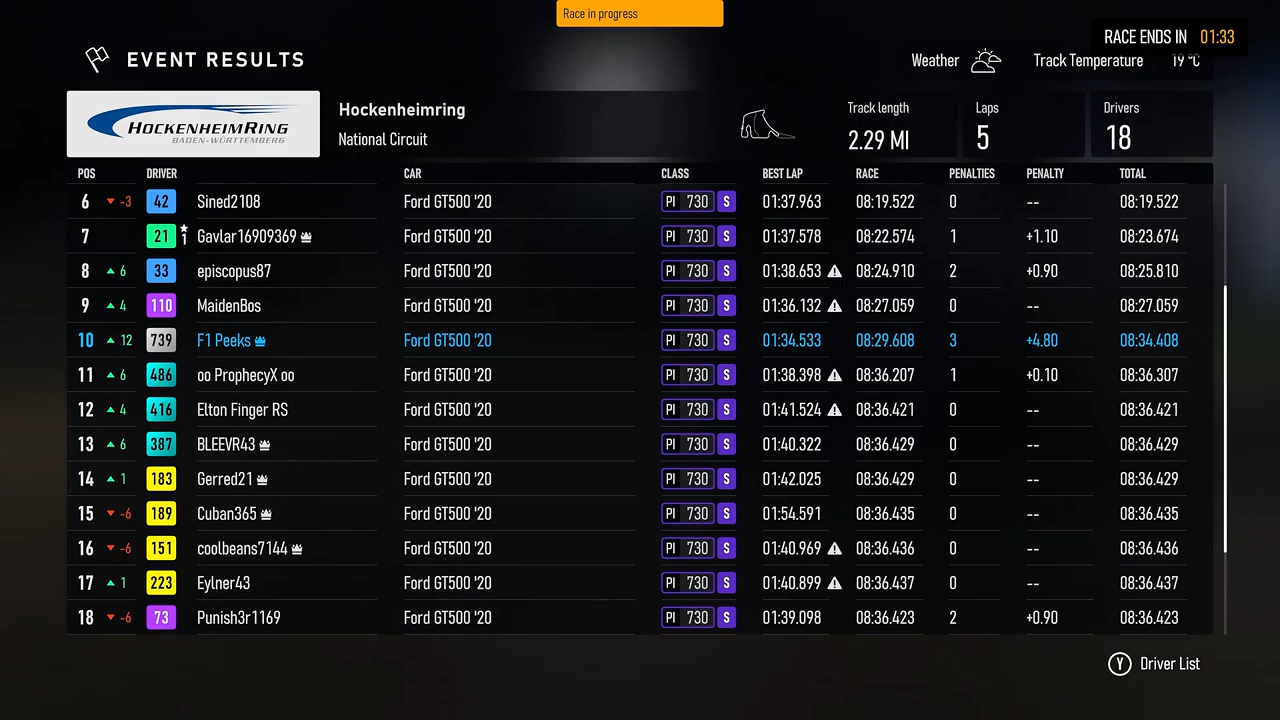 Race in progress
RACE ENDS IN 01:33
EVENT RESULTS
Weather Track Temperature 19 °C
HOCKENHEIMRING
BADEN-WÜRTTEMBERG
Hockenheimring
National Circuit
Track length Laps Drivers
2.29 MI 5 18
POS DRIVER CAR CLASS BEST LAP RACE PENALTIES PENALTY TOTAL
6 -3 42 Sined2108 Ford GT500 '20 PI 730 S 01:37.963 08:19.522 0 -- 08:19.522
7 21 1 Gavlar16909369 Ford GT500 '20 PI 730 S 01:37.578 08:22.574 1 +1.10 08:23.674
8 6 33 episcopus87 Ford GT500 '20 PI 730 S 01:38.653 08:24.910 2 +0.90 08:25.810
9 4 110 MaidenBos Ford GT500 '20 PI 730 S 01:36.132 08:27.059 0 -- 08:27.059
10 12 739 F1 Peeks Ford GT500 '20 PI 730 S 01:34.533 08:29.608 3 +4.80 08:34.408
11 6 486 oo ProphecyX oo Ford GT500 '20 PI 730 S 01:38.398 08:36.207 1 +0.10 08:36.307
12 4 416 Elton Finger RS Ford GT500 '20 PI 730 S 01:41.524 08:36.421 0 -- 08:36.421
13 6 387 BLEEVR43 Ford GT500 '20 PI 730 S 01:40.322 08:36.429 0 -- 08:36.429
14 1 183 Gerred21 Ford GT500 '20 PI 730 S 01:42.025 08:36.429 0 -- 08:36.429
15 -6 189 Cuban365 Ford GT500 '20 PI 730 S 01:54.591 08:36.435 0 -- 08:36.435
16 -6 151 coolbeans7144 Ford GT500 '20 PI 730 S 01:40.969 08:36.436 0 -- 08:36.436
17 1 223 Eylner43 Ford GT500 '20 PI 730 S 01:40.899 08:36.437 0 -- 08:36.437
18 -6 73 Punish3r1169 Ford GT500 '20 PI 730 S 01:39.098 08:36.423 2 +0.90 08:36.423
Y Driver List